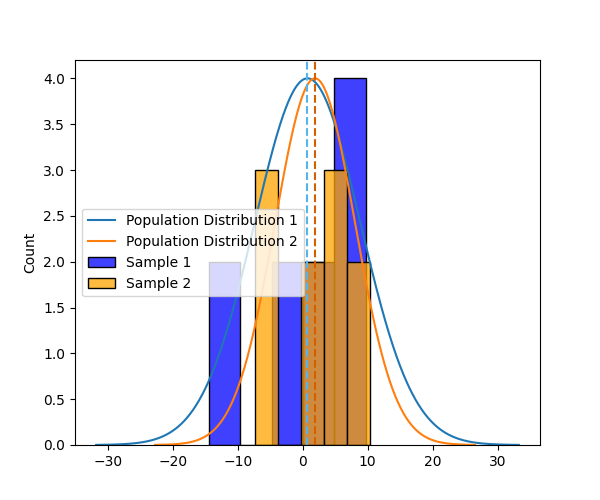 4.0
3.5
3.0
2.5
2.0
1.5
1.0
0.5
0.0
Count
Population Distribution 1
Population Distribution 2
Sample 1
Sample 2
−30 −20 −10 0 10 20 30